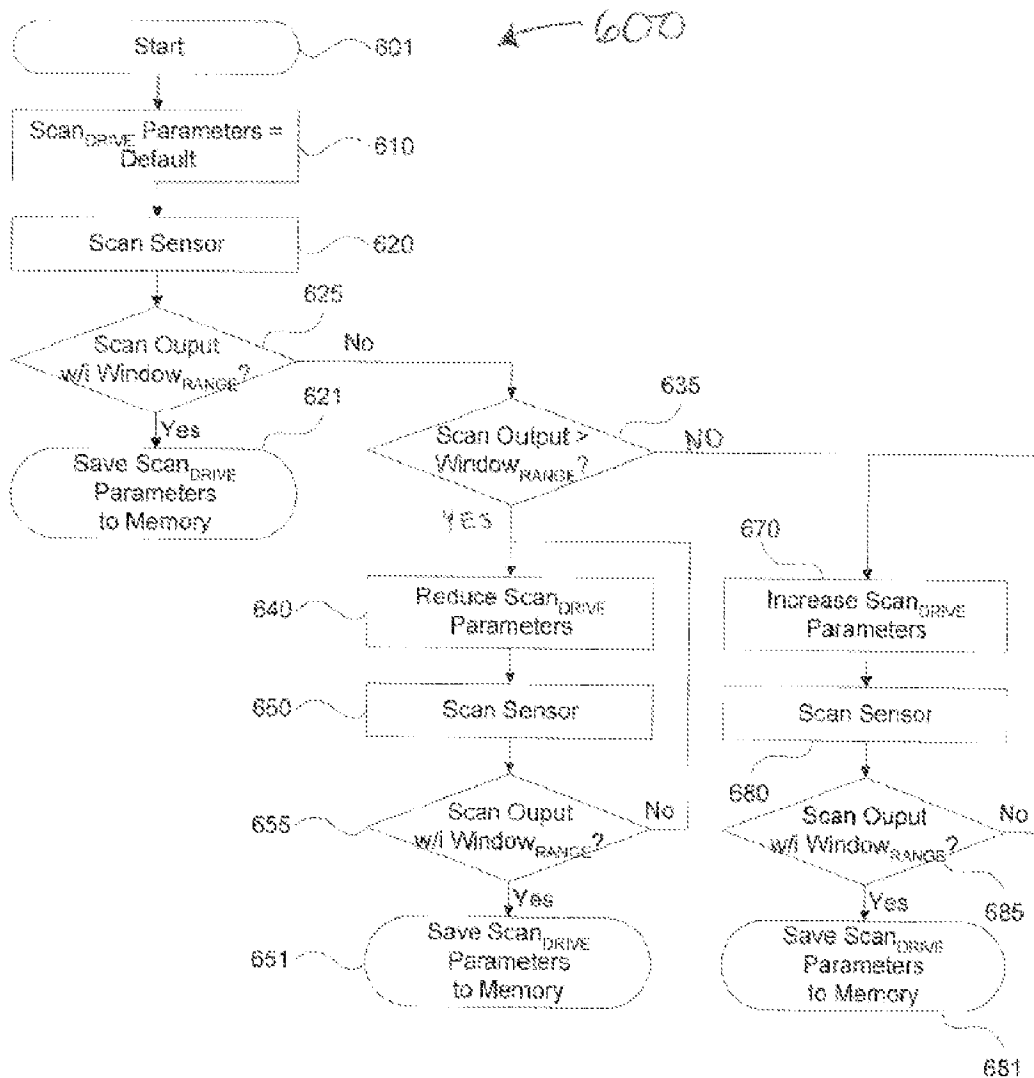 600
Start
601
Scan_DRIVE Parameters =
Default
610
Scan Sensor
620
625
Scan Ouput
w/i Window_RANGE?
No
621
Yes
Save Scan_DRIVE
Parameters
to Memory
635
Scan Output >
Window_RANGE?
NO
YES
640
Reduce Scan_DRIVE
Parameters
670
Increase Scan_DRIVE
Parameters
650
Scan Sensor
Scan Sensor
680
655
Scan Ouput
w/i Window_RANGE?
No
Scan Ouput
w/i Window_RANGE?
No
685
Yes
Yes
651
Save Scan_DRIVE
Parameters
to Memory
Save Scan_DRIVE
Parameters
to Memory
681